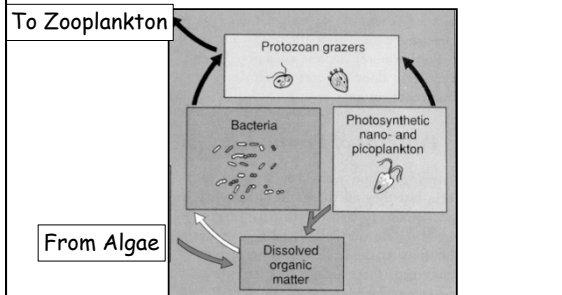 To Zooplankton
Protozoan grazers
Bacteria
Photosynthetic
nano- and
picoplankton
From Algae
Dissolved
organic
matter